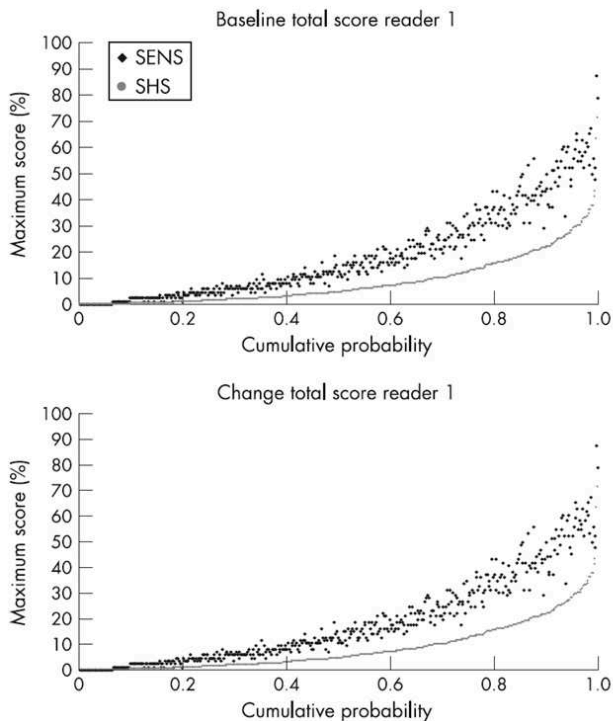 Baseline total score reader 1
100
90
80
70
60
50
40
30
20
10
0
SENS
SHS
Maximum score (%)
0 0.2 0.4 0.6 0.8 1.0
Cumulative probability
Change total score reader 1
100
90
80
70
60
50
40
30
20
10
0
Maximum score (%)
0 0.2 0.4 0.6 0.8 1.0
Cumulative probability